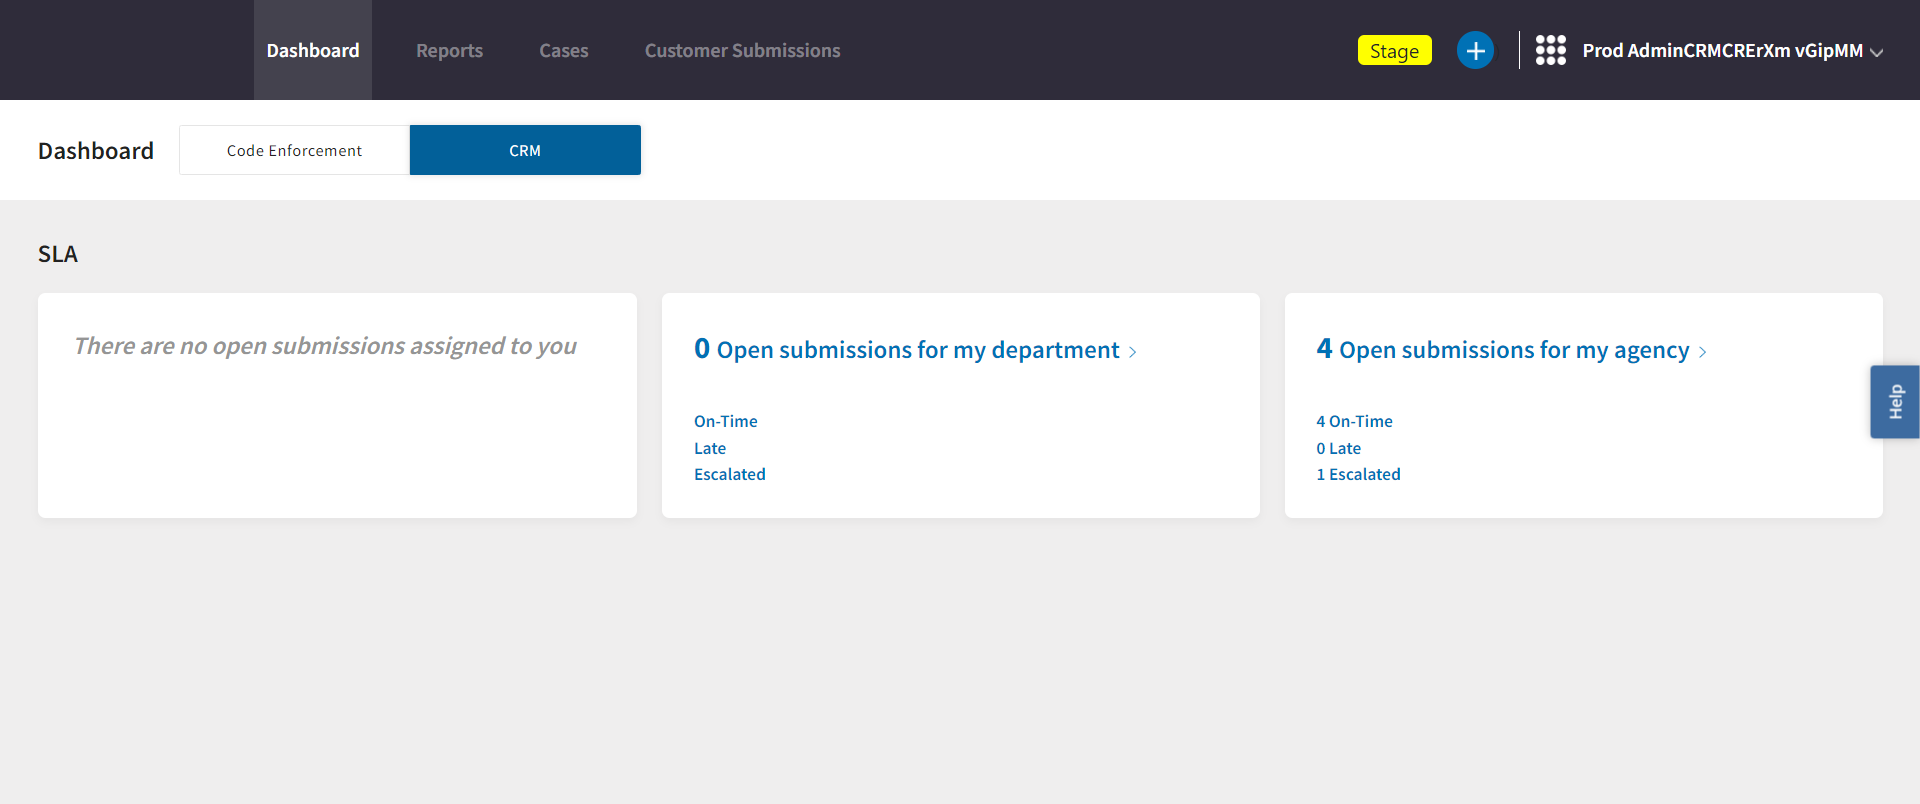 Dashboard
Reports
Cases
Customer Submissions
Stage
Prod AdminCRMCRErXm vGipMM
Dashboard
Code Enforcement
CRM
SLA
There are no open submissions assigned to you
0 Open submissions for my department
On-Time
Late
Escalated
4 Open submissions for my agency
4 On-Time
0 Late
1 Escalated
Help